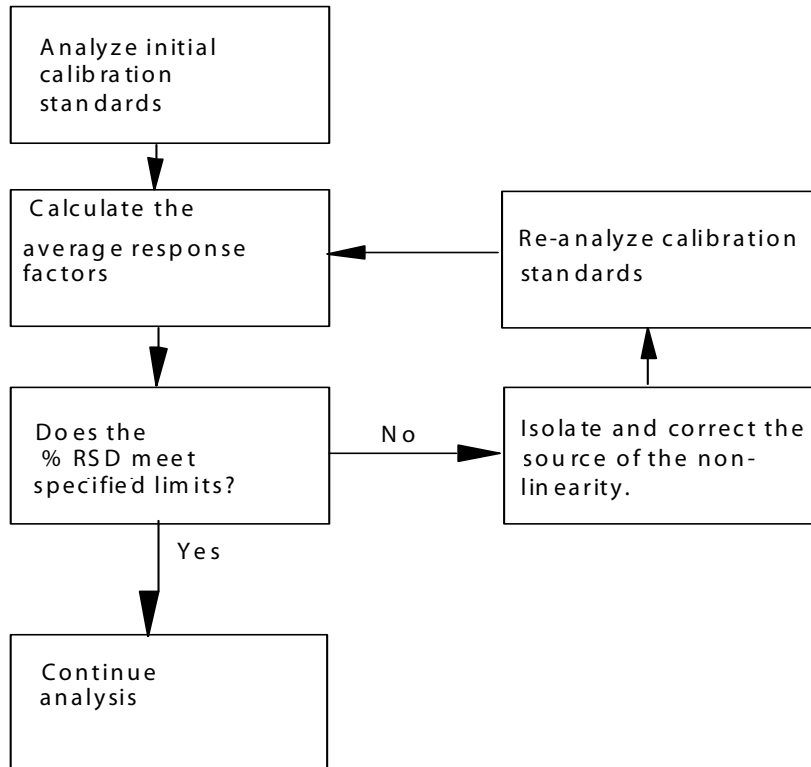 Analyze initial
calibration
standards
Calculate the
average response
factors
Re-analyze calibration
standards
Does the
% RSD meet
specified limits?
No
Isolate and correct the
source of the non-
linearity.
Yes
Continue
analysis